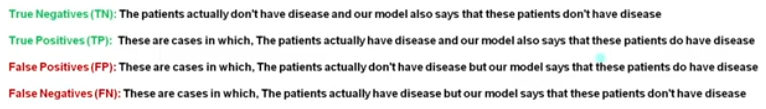 True Negatives (TN): The patients actually don't have disease and our model also says that these patients don't have disease
True Positives (TP): These are cases in which, The patients actually have disease and our model also says that these patients do have disease
False Positives (FP): These are cases in which, The patients actually don't have disease but our model says that these patients do have disease
False Negatives (FN): These are cases in which, The patients actually have disease but our model says that these patients don't have disease